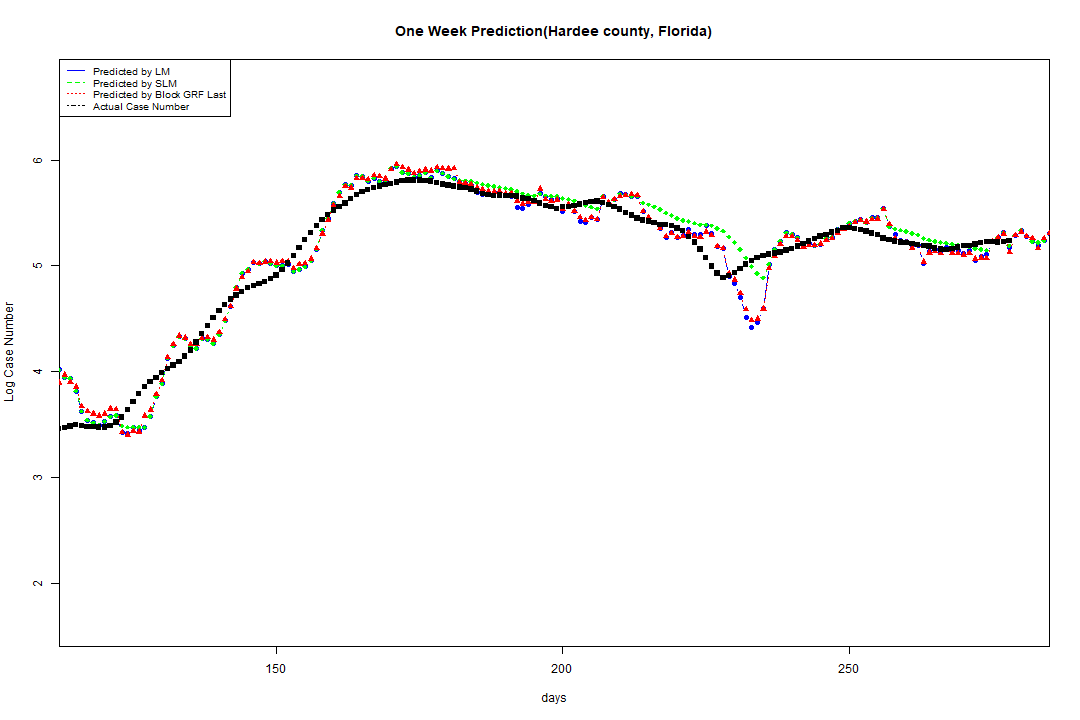 One Week Prediction(Hardee county, Florida)
Predicted by LM
Predicted by SLM
Predicted by Block GRF Last
Actual Case Number
6
5
4
3
2
Log Case Number
150 200 250
days